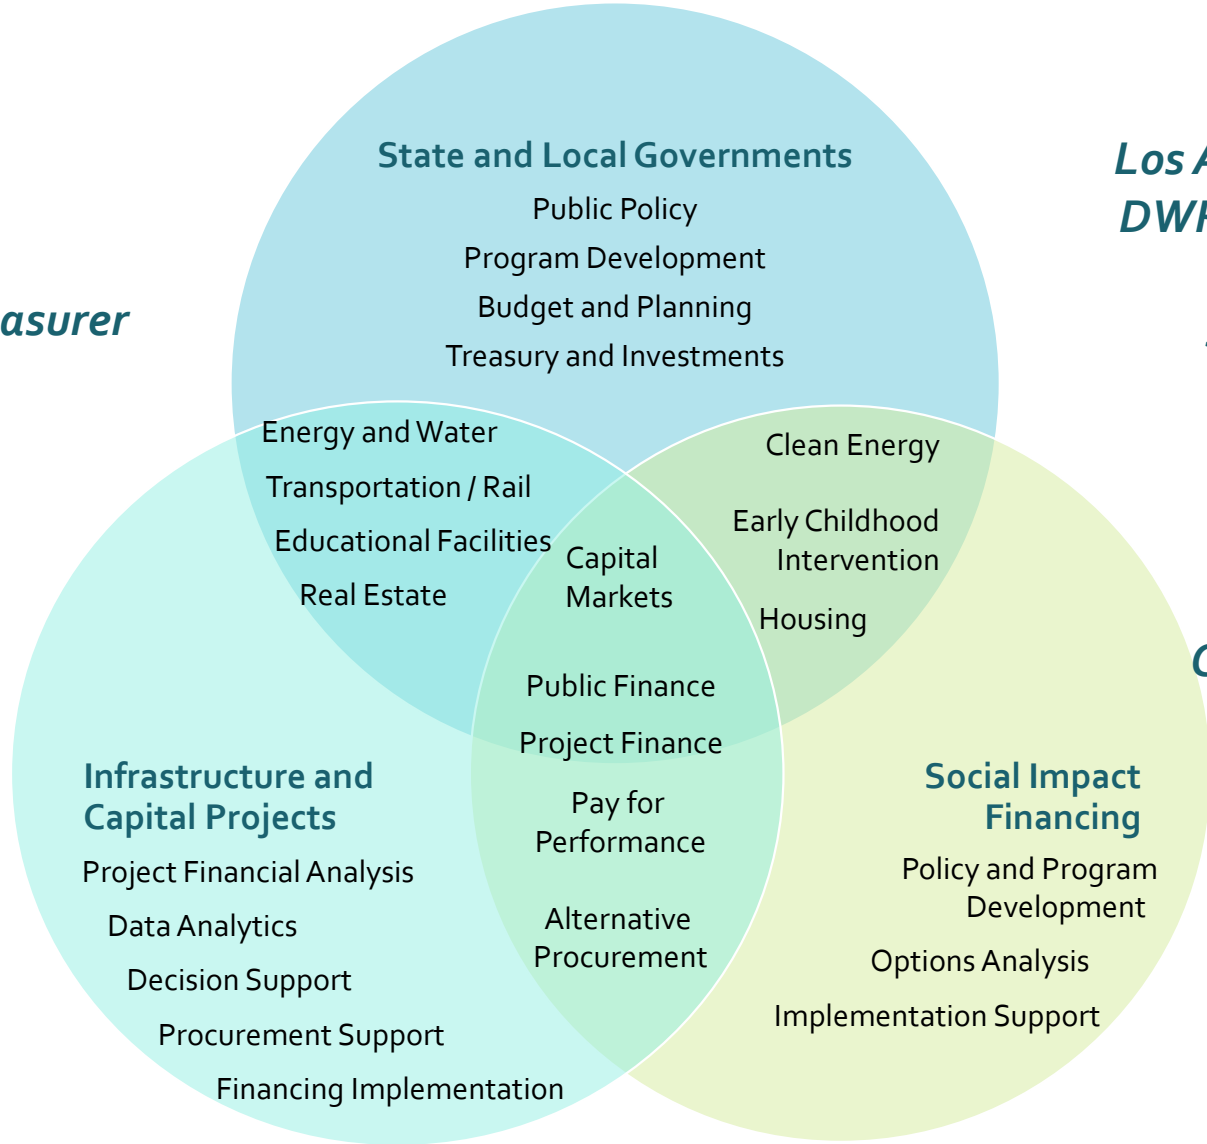 State and Local Governments
Public Policy
Program Development
Budget and Planning
Treasury and Investments
Los
asurer
Energy and Water
Transportation / Rail
Educational Facilities
Real Estate
Clean Energy
Early Childhood
Intervention
Housing
Capital
Markets
Public Finance
Project Finance
Pay for
Performance
Alternative
Procurement
Infrastructure and
Capital Projects
Project Financial Analysis
Data Analytics
Decision Support
Procurement Support
Financing Implementation
Social Impact
Financing
Policy and Program
Development
Options Analysis
Implementation Support